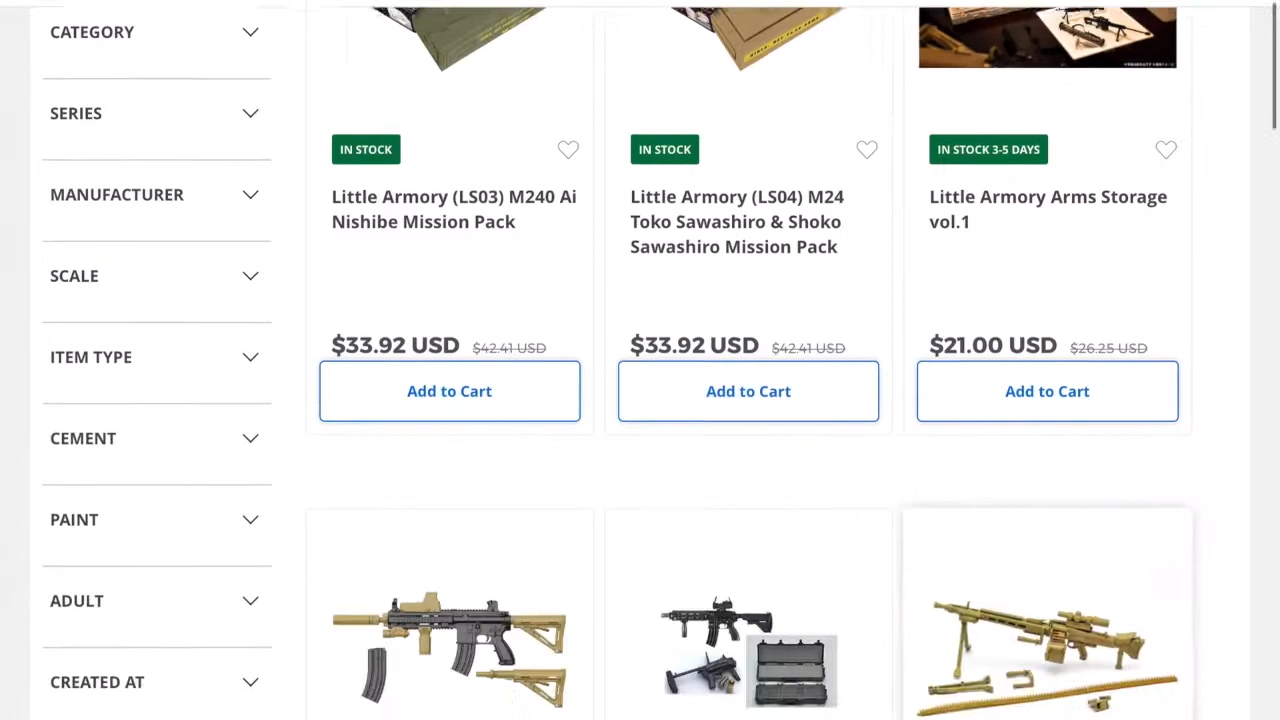 CATEGORY
SERIES
MANUFACTURER
SCALE
ITEM TYPE
CEMENT
PAINT
ADULT
CREATED AT
IN STOCK
Little Armory (LS03) M240 Ai
Nishibe Mission Pack
$33.92 USD $42.41 USD
Add to Cart
IN STOCK
Little Armory (LS04) M24
Toko Sawashiro & Shoko
Sawashiro Mission Pack
$33.92 USD $42.41 USD
Add to Cart
IN STOCK 3-5 DAYS
Little Armory Arms Storage
vol.1
$21.00 USD $26.25 USD
Add to Cart